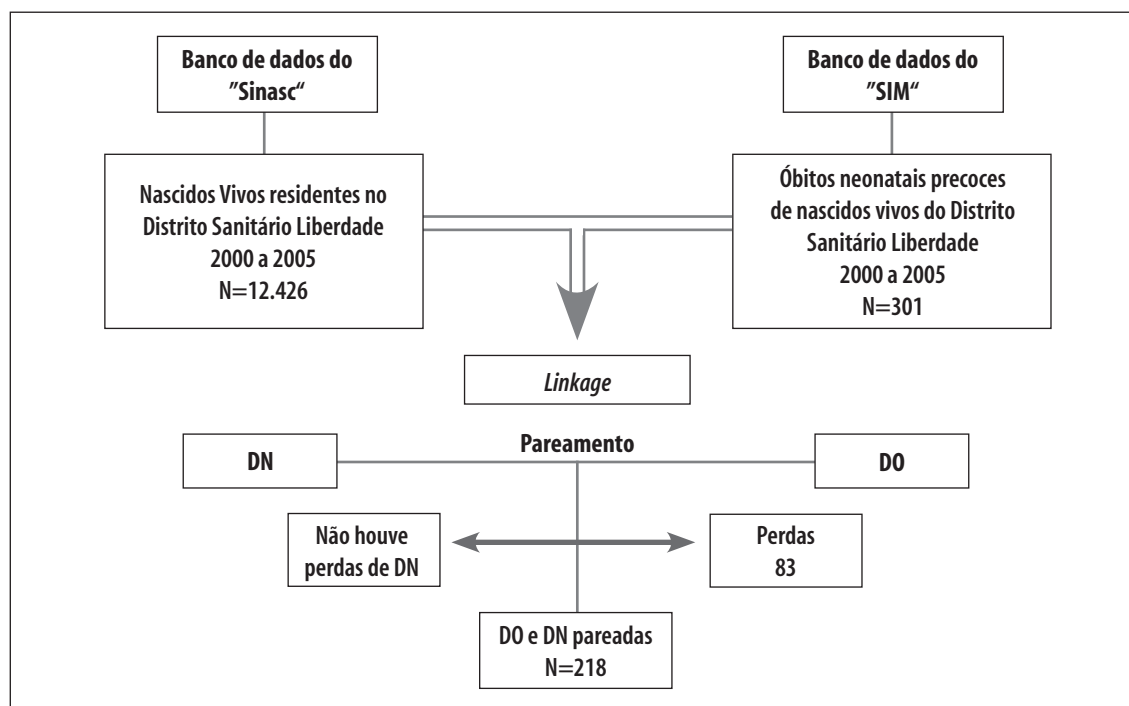 Banco de dados do
”Sinasc“
Banco de dados do
”SIM“
Nascidos Vivos residentes no
Distrito Sanitário Liberdade
2000 a 2005
N=12.426
Óbitos neonatais precoces
de nascidos vivos do Distrito
Sanitário Liberdade
2000 a 2005
N=301
Linkage
Pareamento
DN
DO
Não houve
perdas de DN
Perdas
83
DO e DN pareadas
N=218